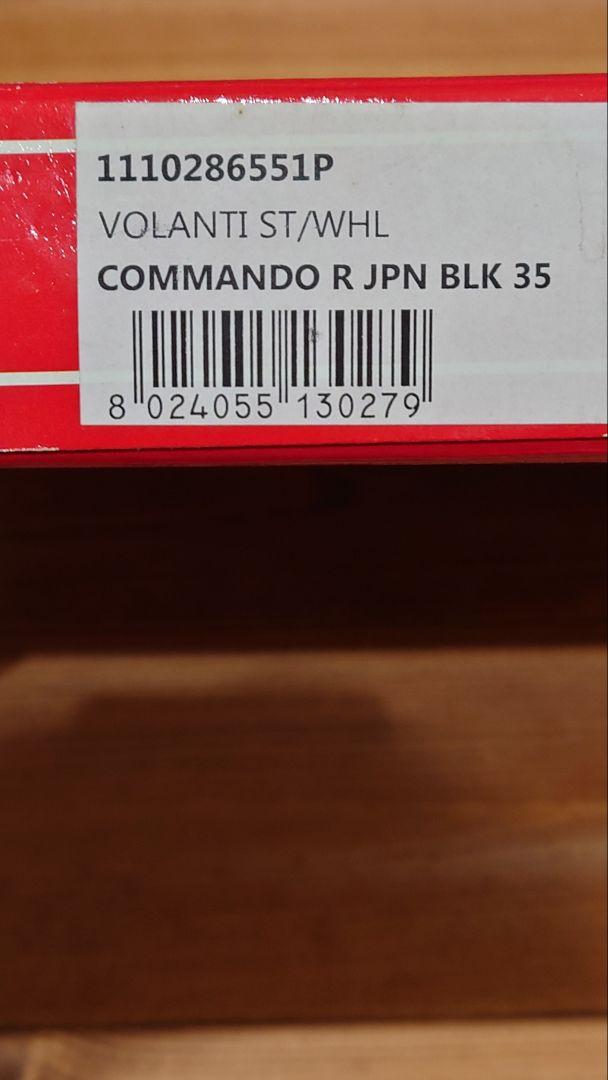 1110286551P
VOLANTI ST/WHL
COMMANDO R JPN BLK 35
8 024055 130279